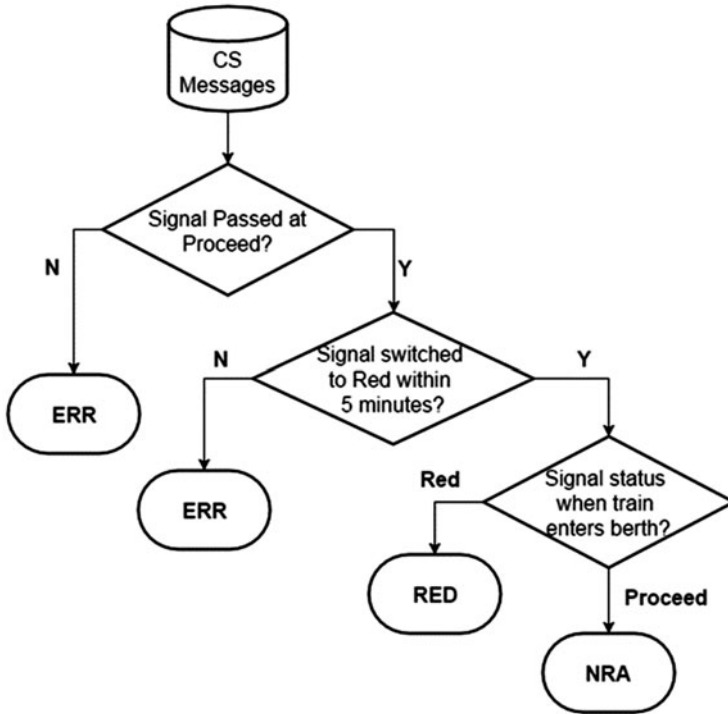 CS
Messages
Signal Passed at
Proceed?
N
Y
ERR
Signal switched
to Red within
5 minutes?
N
Y
ERR
Signal status
when train
enters berth?
Red
RED
Proceed
NRA